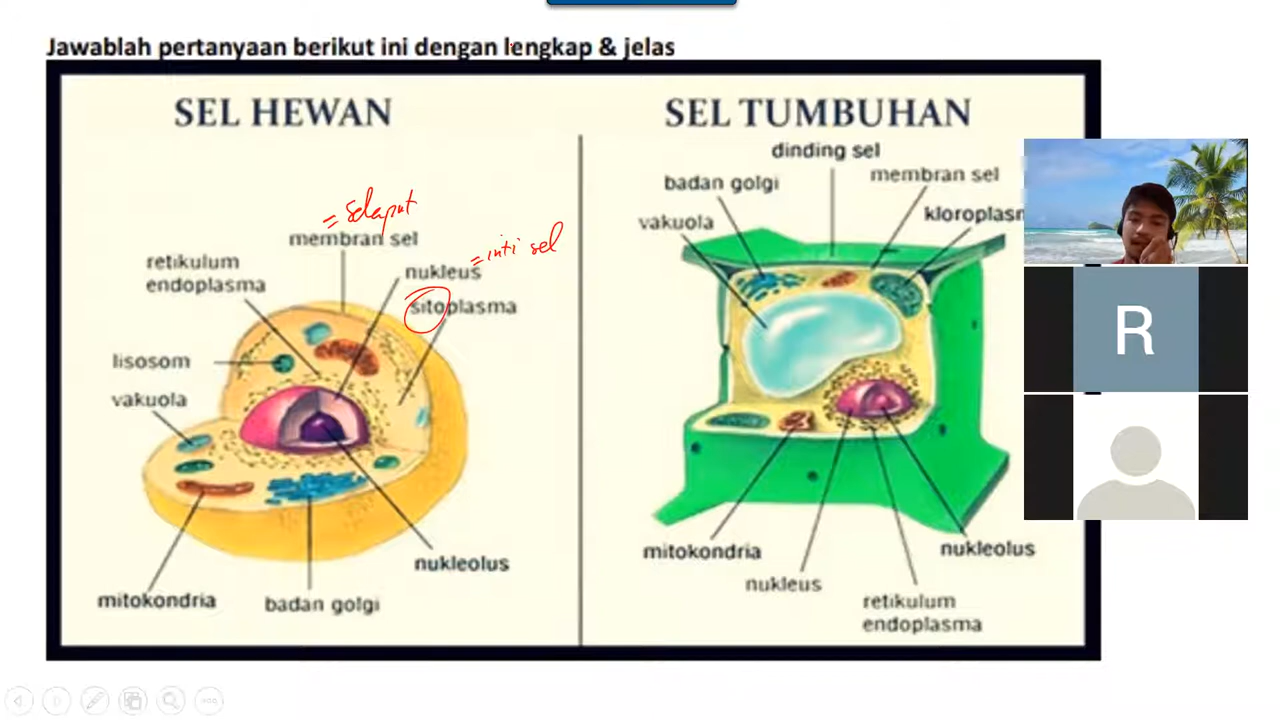 Jawablah pertanyaan berikut ini dengan lengkap & jelas
SEL HEWAN
= Selaput
membran sel
= inti sel
nukleus
retikulum
endoplasma
sitoplasma
lisosom
vakuola
nukleolus
mitokondria
badan golgi
SEL TUMBUHAN
dinding sel
badan golgi
membran sel
vakuola
kloroplasm
mitokondria
nukleolus
nukleus
retikulum
endoplasma
R